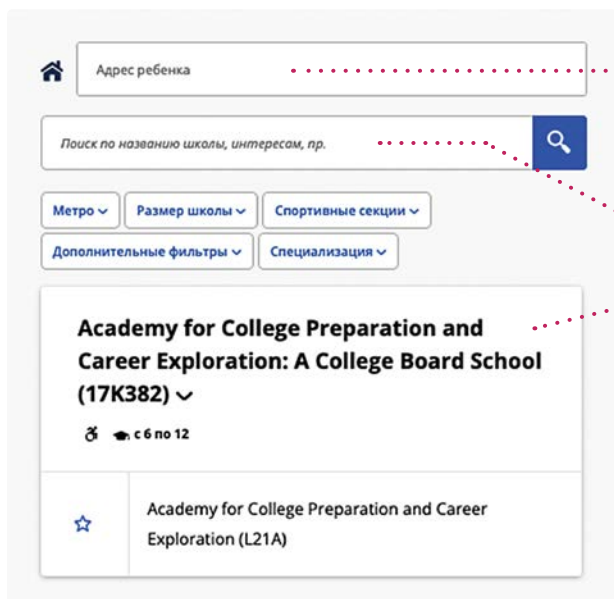 Адрес ребенка
Поиск по названию школы, интересам, пр.
Метро Размер школы Спортивные секции
Дополнительные фильтры Специализация
Academy for College Preparation and
Career Exploration: A College Board School
(17K382)
с 6 по 12
Academy for College Preparation and Career
Exploration (L21A)